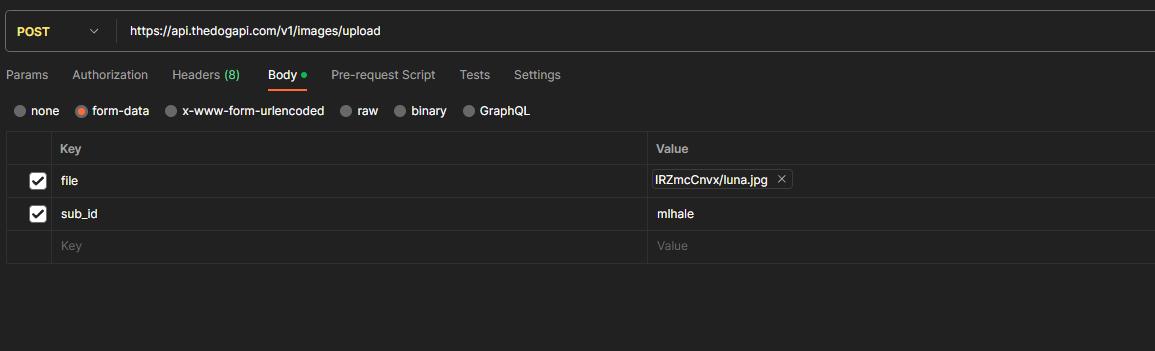 POST https://api.thedogapi.com/v1/images/upload
Params Authorization Headers (8) Body Pre-request Script Tests Settings
none form-data x-www-form-urlencoded raw binary GraphQL
Key Value
file IRZmcCnvx/luna.jpg
sub_id mlhale
Key Value